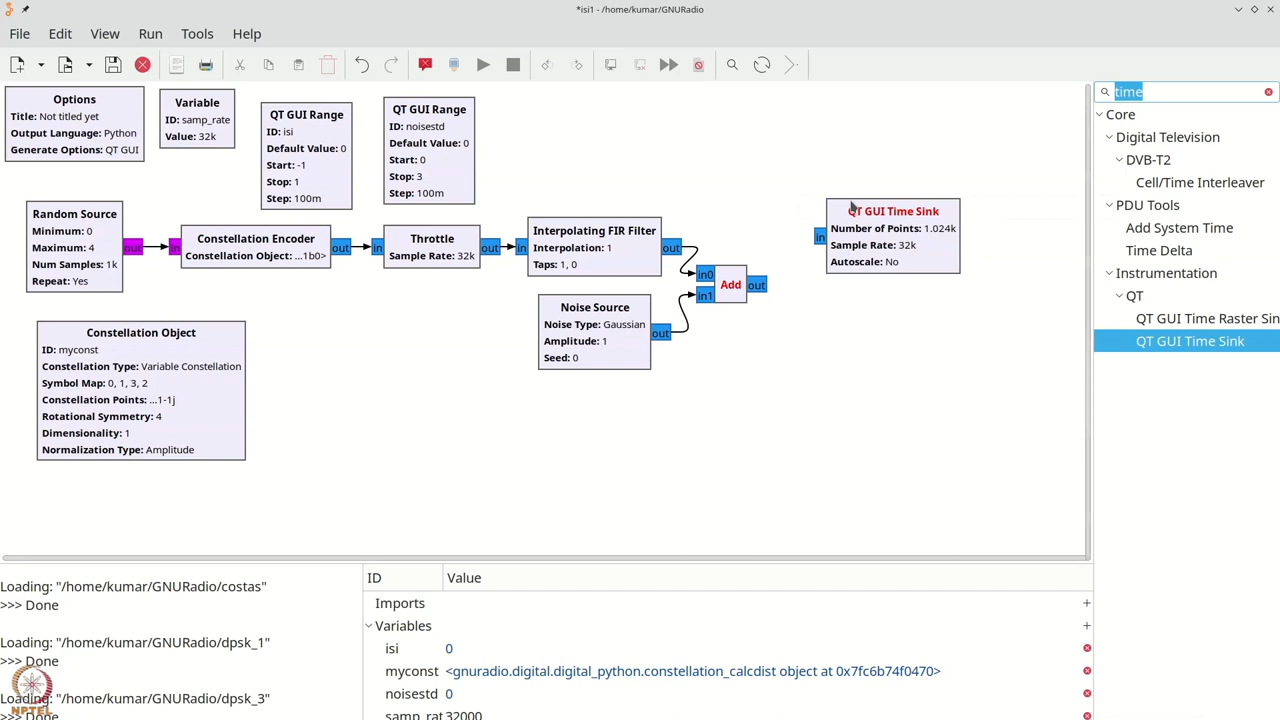 *isi1 - /home/kumar/GNURadio
File Edit View Run Tools Help
Options
Title: Not titled yet
Output Language: Python
Generate Options: QT GUI
Variable
ID: samp_rate
Value: 32k
QT GUI Range
ID: isi
Default Value: 0
Start: -1
Stop: 1
Step: 100m
QT GUI Range
ID: noisestd
Default Value: 0
Start: 0
Stop: 3
Step: 100m
Random Source
Minimum: 0
Maximum: 4
Num Samples: 1k
Repeat: Yes
out
in
Constellation Encoder
Constellation Object: ...1b0>
out
in
Throttle
Sample Rate: 32k
out
in
Interpolating FIR Filter
Interpolation: 1
Taps: 1, 0
out
Noise Source
Noise Type: Gaussian
Amplitude: 1
Seed: 0
out
in0
in1
Add
out
in
QT GUI Time Sink
Number of Points: 1.024k
Sample Rate: 32k
Autoscale: No
Constellation Object
ID: myconst
Constellation Type: Variable Constellation
Symbol Map: 0, 1, 3, 2
Constellation Points: ...1-1j
Rotational Symmetry: 4
Dimensionality: 1
Normalization Type: Amplitude
time
Core
Digital Television
DVB-T2
Cell/Time Interleaver
PDU Tools
Add System Time
Time Delta
Instrumentation
QT
QT GUI Time Raster Sin
QT GUI Time Sink
Loading: "/home/kumar/GNURadio/costas"
>>> Done
Loading: "/home/kumar/GNURadio/dpsk_1"
>>> Done
Loading: "/home/kumar/GNURadio/dpsk_3"
>>> Done
NPTEL
ID Value
Imports
Variables
isi 0
myconst <gnuradio.digital.digital_python.constellation_calcdist object at 0x7fc6b74f0470>
noisestd 0
samp_rat 32000